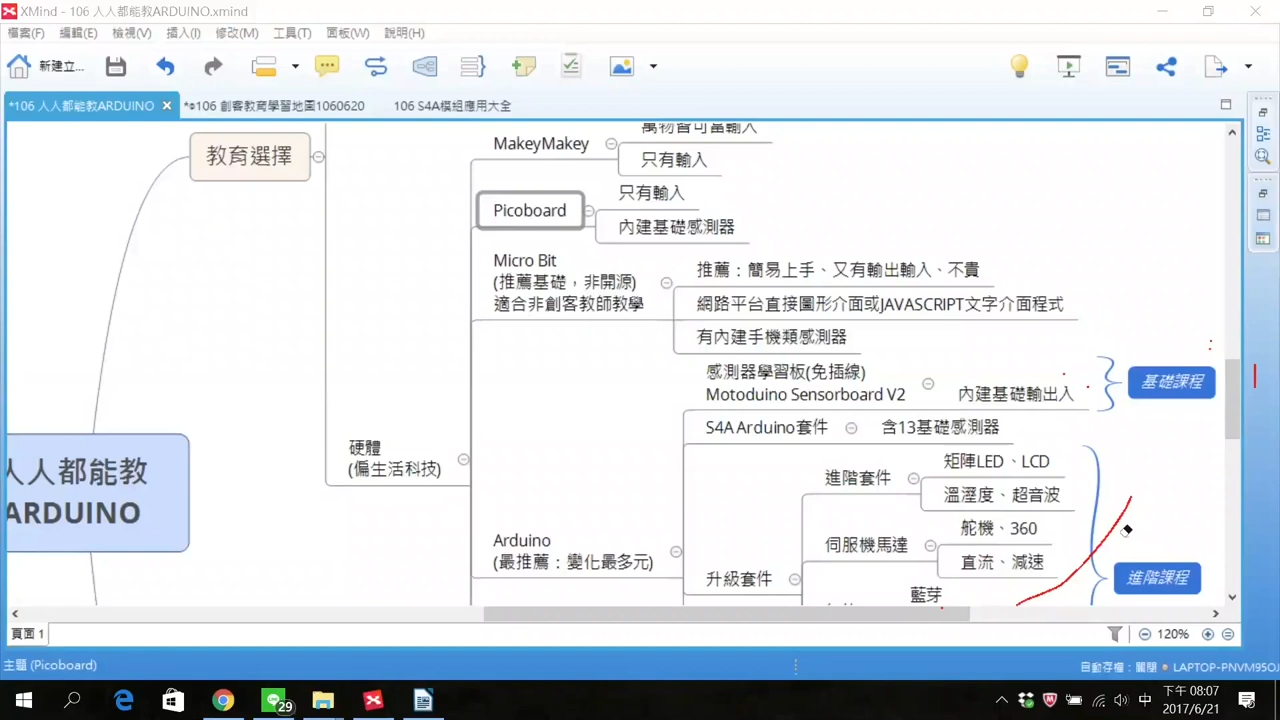 XMind - 106 人人都能教ARDUINO.xmind
檔案(F) 編輯(E) 檢視(V) 插入(I) 修改(M) 工具(T) 面板(W) 說明(H)
新建立...
*106 人人都能教ARDUINO
*106 創客教育學習地圖1060620
106 S4A模組應用大全
教育選擇
MakeyMakey
萬物皆可當輸入
只有輸入
Picoboard
只有輸入
內建基礎感測器
Micro Bit
(推薦基礎，非開源)
適合非創客教師教學
推薦：簡易上手、又有輸出輸入、不貴
網路平台直接圖形介面或JAVASCRIPT文字介面程式
有內建手機類感測器
感測器學習板(免插線)
Motoduino Sensorboard V2
內建基礎輸出入
基礎課程
S4A Arduino套件
含13基礎感測器
硬體
(偏生活科技)
人人都能教
ARDUINO
進階套件
矩陣LED、LCD
溫溼度、超音波
伺服機馬達
舵機、360
直流、減速
Arduino
(最推薦：變化最多元)
升級套件
藍芽
進階課程
頁面 1
120%
主題 (Picoboard)
自動存檔：關閉
LAPTOP-PNVM95OJ
29
中
下午 08:07
2017/6/21